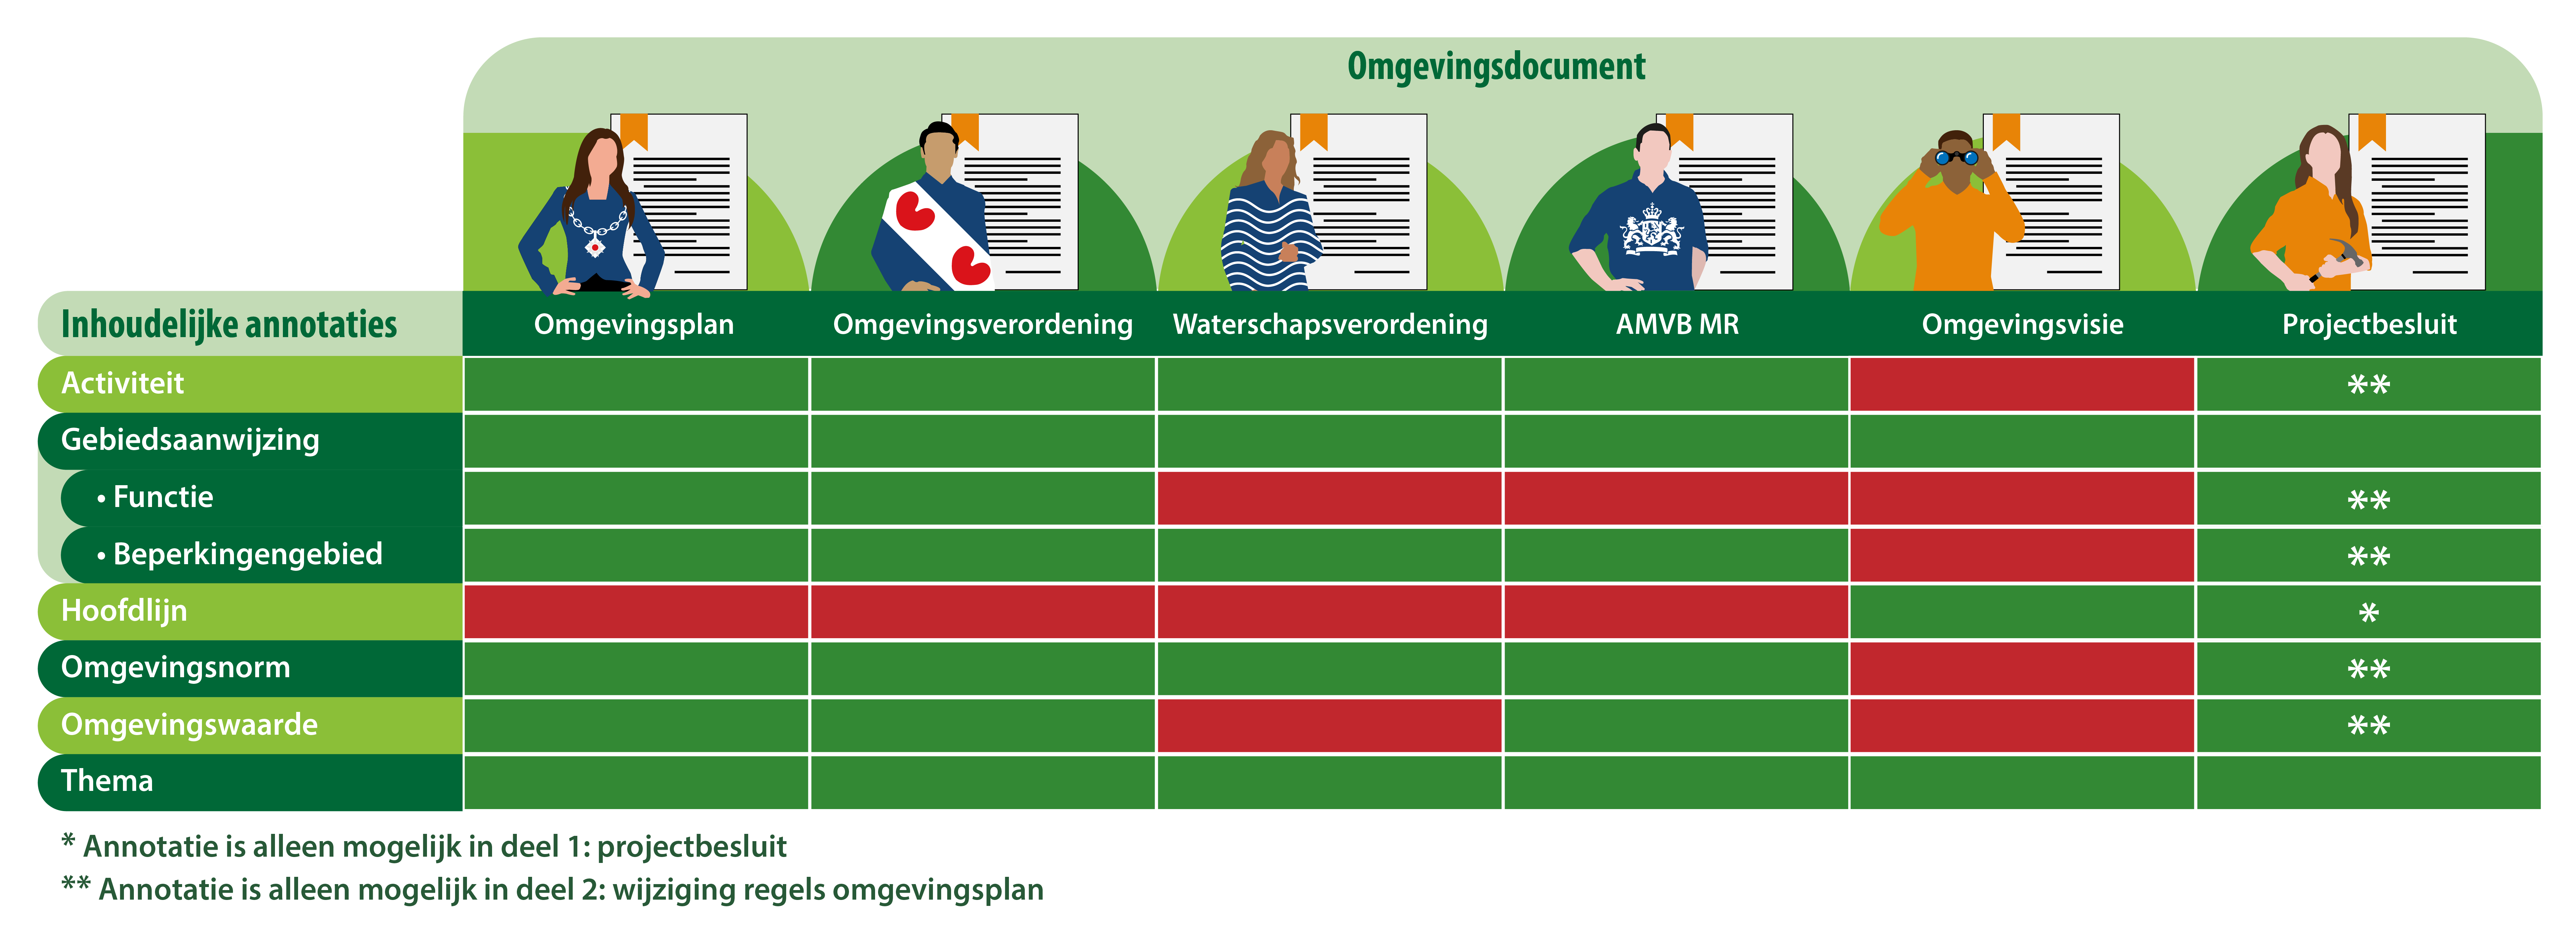 Omgevingsdocument
Inhoudelijke annotaties
Omgevingsplan
Omgevingsverordening
Waterschapsverordening
AMVB MR
Omgevingsvisie
Projectbesluit
Activiteit
**
Gebiedsaanwijzing
• Functie
**
• Beperkingengebied
**
Hoofdlijn
*
Omgevingsnorm
**
Omgevingswaarde
**
Thema
* Annotatie is alleen mogelijk in deel 1: projectbesluit
** Annotatie is alleen mogelijk in deel 2: wijziging regels omgevingsplan